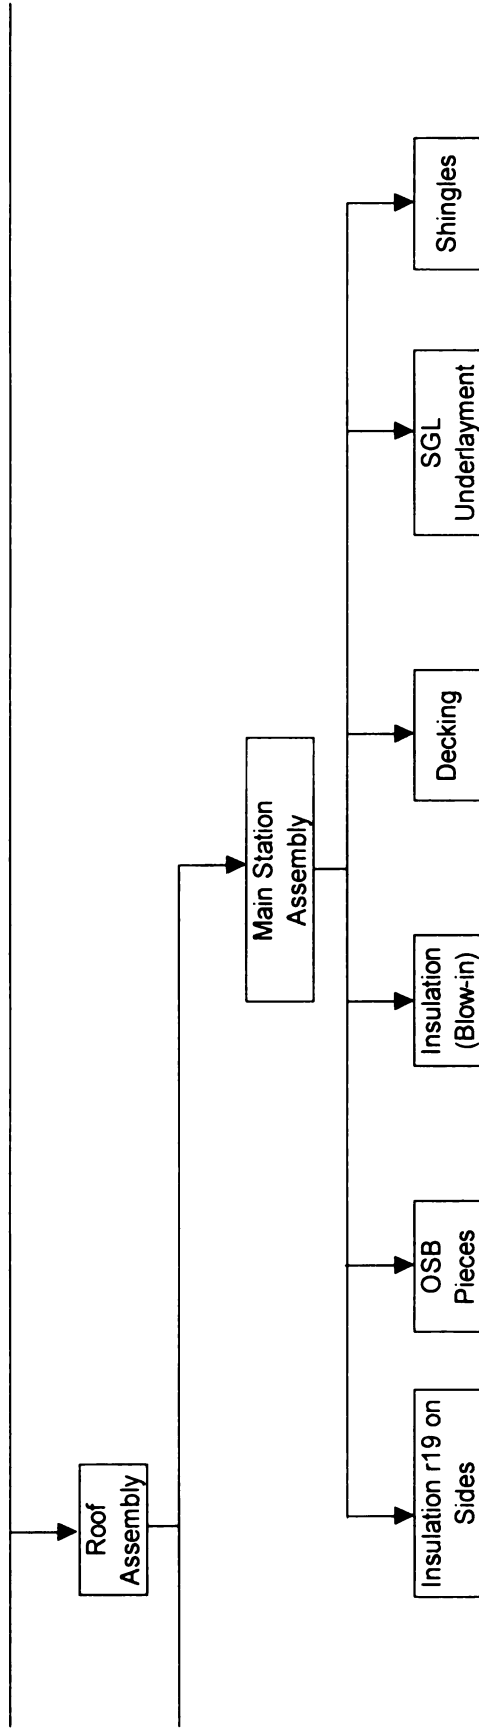 Roof
Assembly
Main Station
Assembly
Insulation r19 on
Sides
OSB
Pieces
Insulation
(Blow-in)
Decking
SGL
Underlayment
Shingles